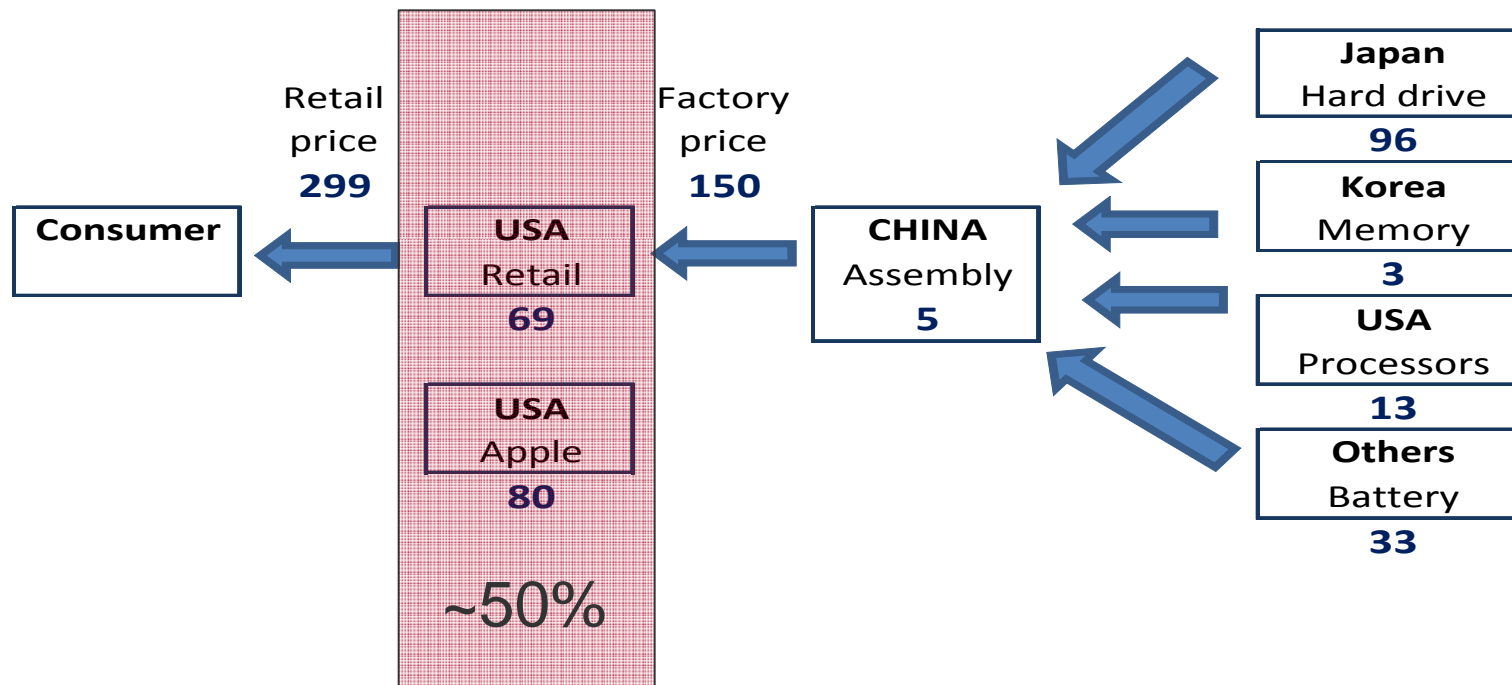 Consumer
Retail
price
299
USA
Retail
69
USA
Apple
80
~50%
Factory
price
150
CHINA
Assembly
5
Japan
Hard drive
96
Korea
Memory
3
USA
Processors
13
Others
Battery
33